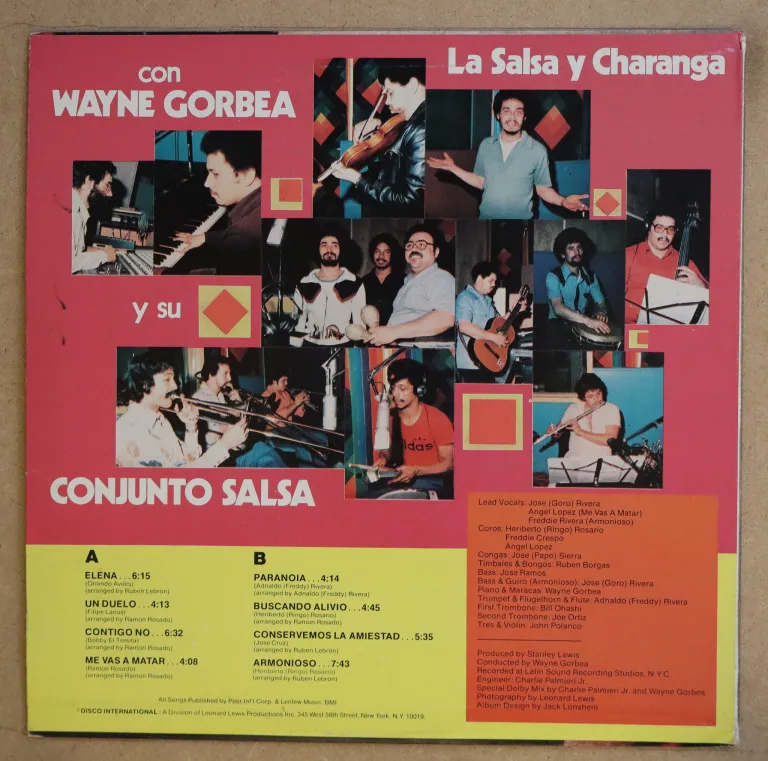 con
WAYNE GORBEA
La Salsa y Charanga
y su
CONJUNTO SALSA
adidas
A
ELENA...6:15
(Orlando Aviles)
(arranged by Ruben Lebron)
UN DUELO...4:13
(arranged by Ramon Rosado)
CONTIGO NO...6:32
(Bobby El Tresita)
(arranged by Ramon Rosado)
ME VAS A MATAR...4:08
(Ramon Rosado)
(arranged by Ramon Rosado)
B
PARANOIA...4:14
(Adnaldo (Freddy) Rivera)
(arranged by Adnaldo (Freddy) Rivera)
BUSCANDO ALIVIO...4:45
(Heriberto (Ringo) Rosario)
(arranged by Ramon Rosado)
CONSERVEMOS LA AMIESTAD...5:35
(Jose Cruz)
(arranged by Ruben Lebron)
ARMONIOSO...7:43
(Heriberto (Ringo) Rosario)
(arranged by Ruben Lebron)
Lead Vocals: Jose (Goro) Rivera
Angel Lopez (Me Vas A Matar)
Freddie Rivera (Armonioso)
Coros: Heriberto (Ringo) Rosario
Freddie Crespo
Angel Lopez
Congas: Jose (Papo) Sierra
Timbales & Bongos: Ruben Borgas
Bass: Jose Ramos
Bass & Guiro (Armonioso): Jose (Goro) Rivera
Piano & Maracas: Wayne Gorbea
Trumpet & Flugelhorn & Flute: Adnaldo (Freddy) Rivera
First Trombone: Bill Ohashi
Second Trombone: Joe Ortiz
Tres & Violin: John Polanco
Produced by Stanley Lewis
Conducted by Wayne Gorbea
Recorded at Latin Sound Recording Studios, N.Y.C.
Engineer: Charlie Palmieri Jr.
Special Dolby Mix by Charlie Palmieri Jr. and Wayne Gorbea
Photography by Leonard Lewis
Album Design by Jack Lonshein
All Songs Published by Peer Int'l Corp. & Lenlew Music, BMI
DISCO INTERNATIONAL: A Division of Leonard Lewis Productions Inc. 345 West 58th Street, New York, N.Y. 10019